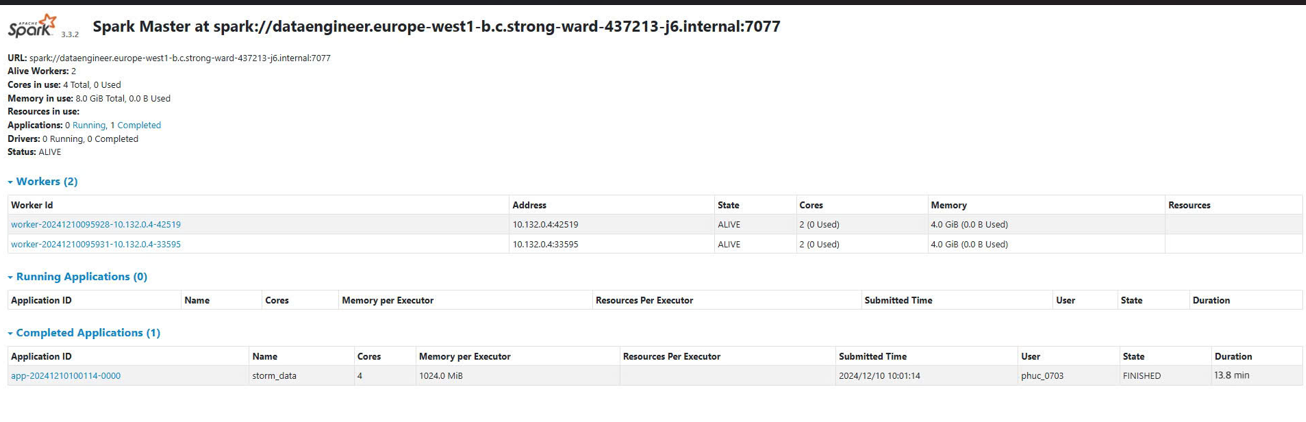 APACHE
Spark 3.3.2 Spark Master at spark://dataengineer.europe-west1-b.c.strong-ward-437213-j6.internal:7077
URL: spark://dataengineer.europe-west1-b.c.strong-ward-437213-j6.internal:7077
Alive Workers: 2
Cores in use: 4 Total, 0 Used
Memory in use: 8.0 GiB Total, 0.0 B Used
Resources in use:
Applications: 0 Running, 1 Completed
Drivers: 0 Running, 0 Completed
Status: ALIVE
Workers (2)
Worker Id Address State Cores Memory Resources
worker-20241210095928-10.132.0.4-42519 10.132.0.4:42519 ALIVE 2 (0 Used) 4.0 GiB (0.0 B Used)
worker-20241210095931-10.132.0.4-33595 10.132.0.4:33595 ALIVE 2 (0 Used) 4.0 GiB (0.0 B Used)
Running Applications (0)
Application ID Name Cores Memory per Executor Resources Per Executor Submitted Time User State Duration
Completed Applications (1)
Application ID Name Cores Memory per Executor Resources Per Executor Submitted Time User State Duration
app-20241210100114-0000 storm_data 4 1024.0 MiB 2024/12/10 10:01:14 phuc_0703 FINISHED 13.8 min